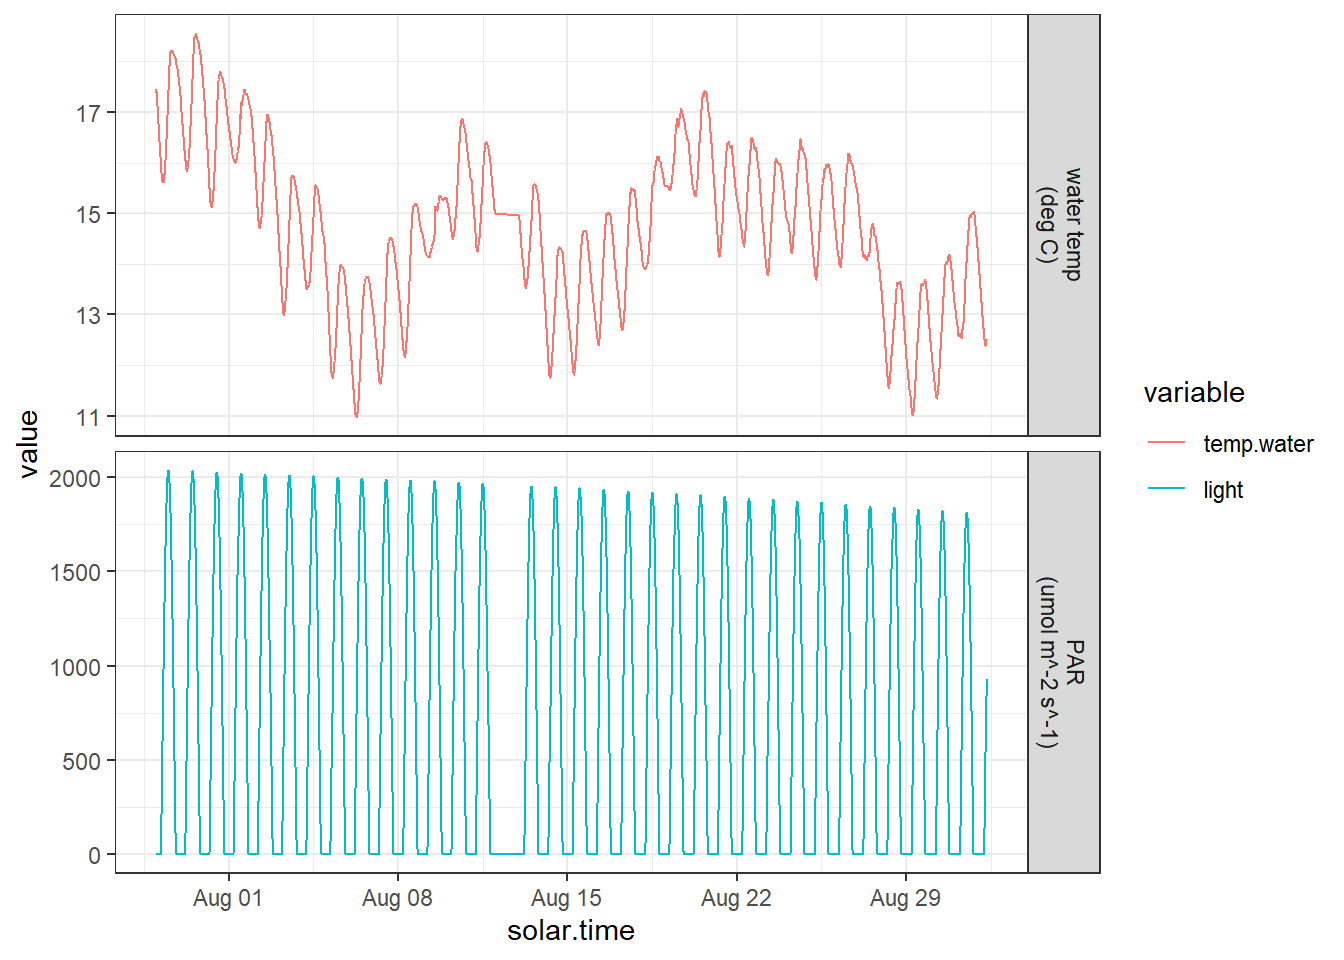 17
15
13
11
water temp
(deg C)
value
2000
1500
1000
500
0
PAR
(umol m^-2 s^-1)
Aug 01
Aug 08
Aug 15
Aug 22
Aug 29
solar.time
variable
temp.water
light